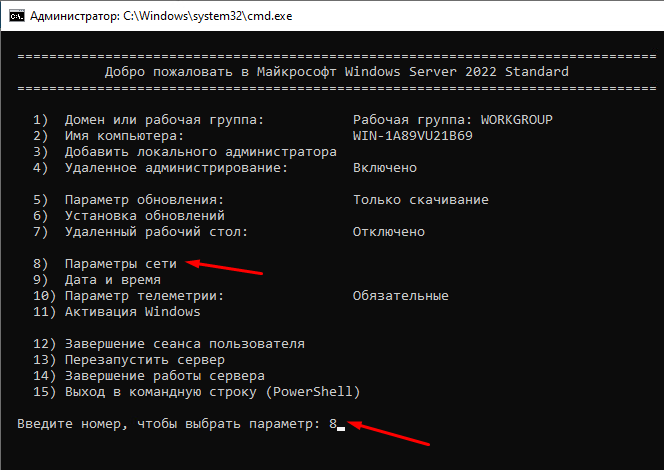 Администратор: C:\Windows\system32\cmd.exe
================================================================================
Добро пожаловать в Майкрософт Windows Server 2022 Standard
================================================================================
1) Домен или рабочая группа: Рабочая группа: WORKGROUP
2) Имя компьютера: WIN-1A89VU21B69
3) Добавить локального администратора
4) Удаленное администрирование: Включено
5) Параметр обновления: Только скачивание
6) Установка обновлений
7) Удаленный рабочий стол: Отключено
8) Параметры сети
9) Дата и время
10) Параметр телеметрии: Обязательные
11) Активация Windows
12) Завершение сеанса пользователя
13) Перезапустить сервер
14) Завершение работы сервера
15) Выход в командную строку (PowerShell)
Введите номер, чтобы выбрать параметр: 8